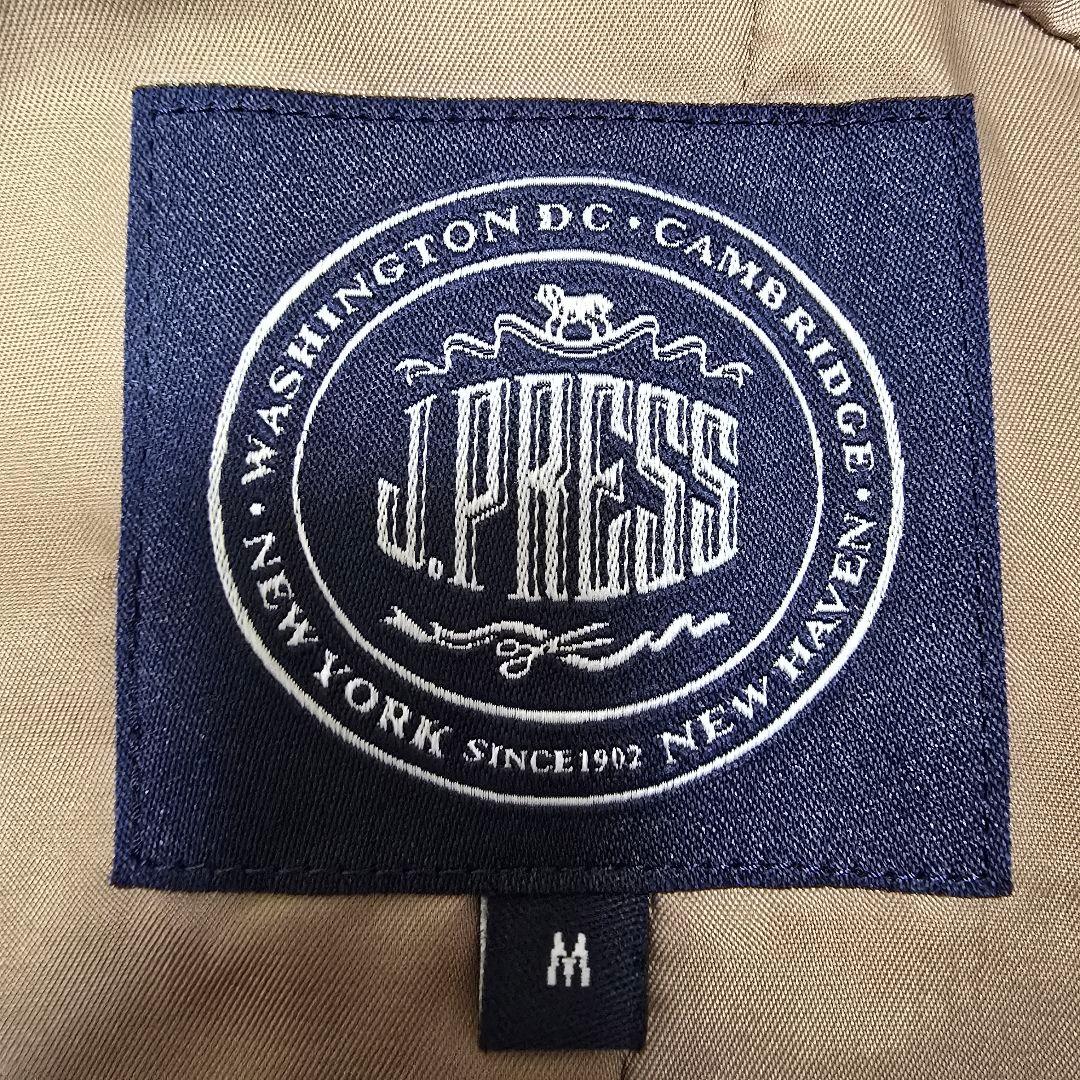 WASHINGTON DC · CAMBRIDGE ·
J.PRESS
· NEW YORK SINCE 1902 NEW HAVEN ·
M